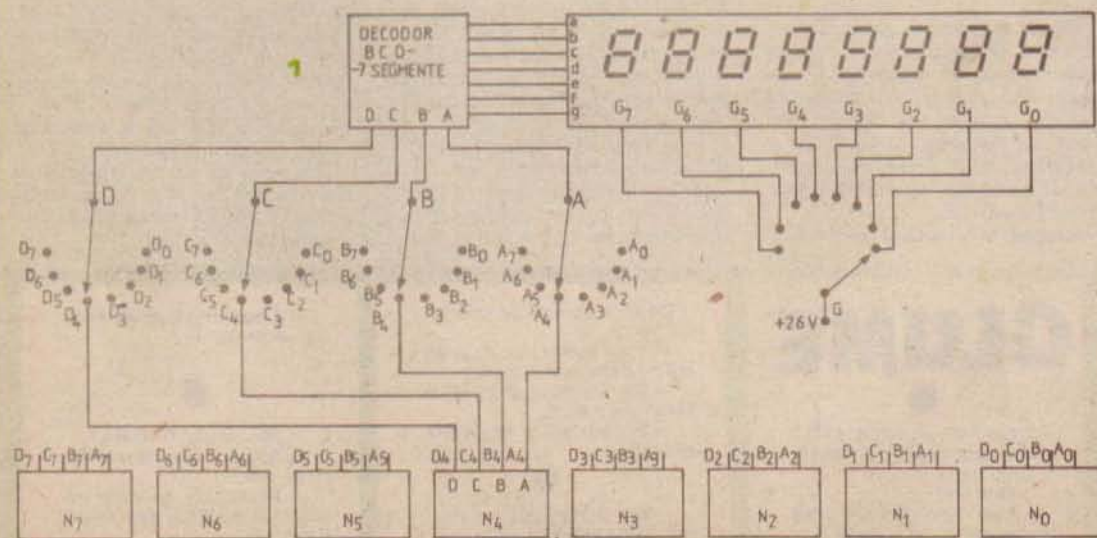 1
DECODOR
B C D-
-7 SEGMENTE
D C B A
a
b
c
d
e
f
g
G7 G6 G5 G4 G3 G2 G1 G0
D C B A
D7 D0 C7 C0 B7 B0 A7 A0
D6 D1 C6 C1 B6 B1 A6 A1
D5 D2 C5 C2 B5 B2 A5 A2
D4 D3 C4 C3 B4 B3 A4 A3
+26V G
D7 C7 B7 A7 D6 C6 B6 A6 D5 C5 B5 A5 D4 C4 B4 A4 D3 C3 B3 A3 D2 C2 B2 A2 D1 C1 B1 A1 D0 C0 B0 A0
D C B A
N7 N6 N5 N4 N3 N2 N1 N0